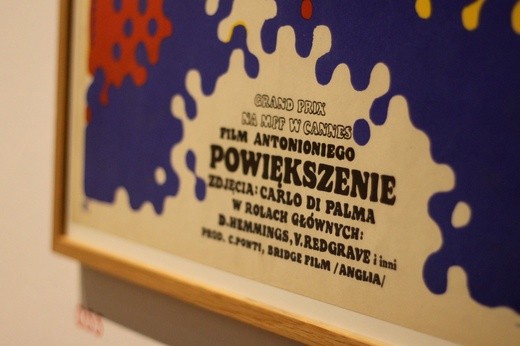 GRAND PRIX
NA MFF W CANNES
FILM ANTONIONIEGO
POWIĘKSZENIE
ZDJĘCIA: CARLO DI PALMA
W ROLACH GŁÓWNYCH:
D.HEMMINGS, V.REDGRAVE i inni
PROD. C.PONTI, BRIDGE FILM /ANGLIA/